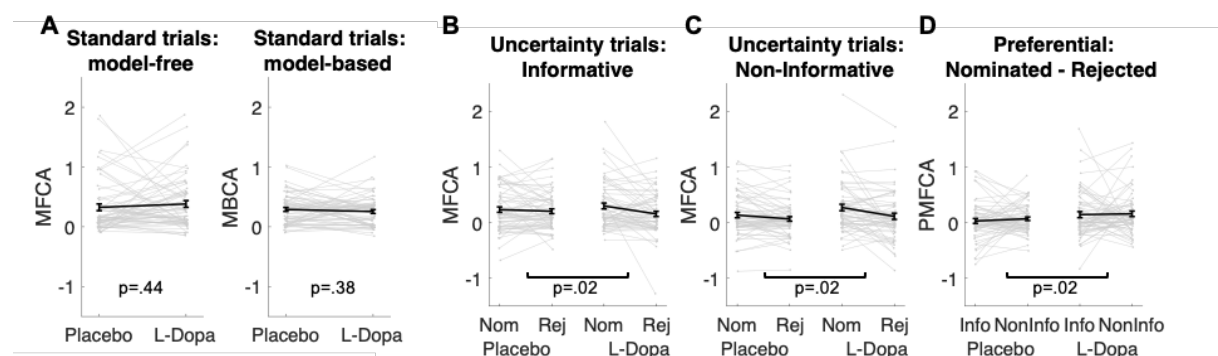 A
Standard trials:
model-free
Standard trials:
model-based
B
Uncertainty trials:
Informative
C
Uncertainty trials:
Non-Informative
D
Preferential:
Nominated - Rejected
MFCA
2
1
0
-1
p=.44
Placebo L-Dopa
MBCA
2
1
0
-1
p=.38
Placebo L-Dopa
MFCA
2
1
0
-1
p=.02
Nom Rej Nom Rej
Placebo L-Dopa
MFCA
2
1
0
-1
p=.02
Nom Rej Nom Rej
Placebo L-Dopa
PMFCA
2
1
0
-1
p=.02
Info NonInfo Info NonInfo
Placebo L-Dopa